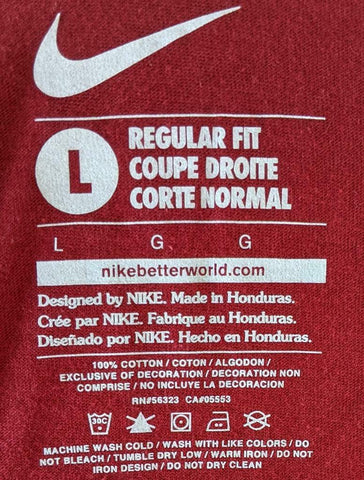 L
REGULAR FIT
COUPE DROITE
CORTE NORMAL
L G G
nikebetterworld.com
Designed by NIKE. Made in Honduras.
Crée par NIKE. Fabrique au Honduras.
Diseñado por NIKE. Hecho en Honduras.
100% COTTON / COTON / ALGODON /
EXCLUSIVE OF DECORATION / DECORATION NON
COMPRISE / NO INCLUYE LA DECORACION
RN#56323 CA#05553
30C
MACHINE WASH COLD / WASH WITH LIKE COLORS / DO
NOT BLEACH / TUMBLE DRY LOW / WARM IRON / DO NOT
IRON DESIGN / DO NOT DRY CLEAN